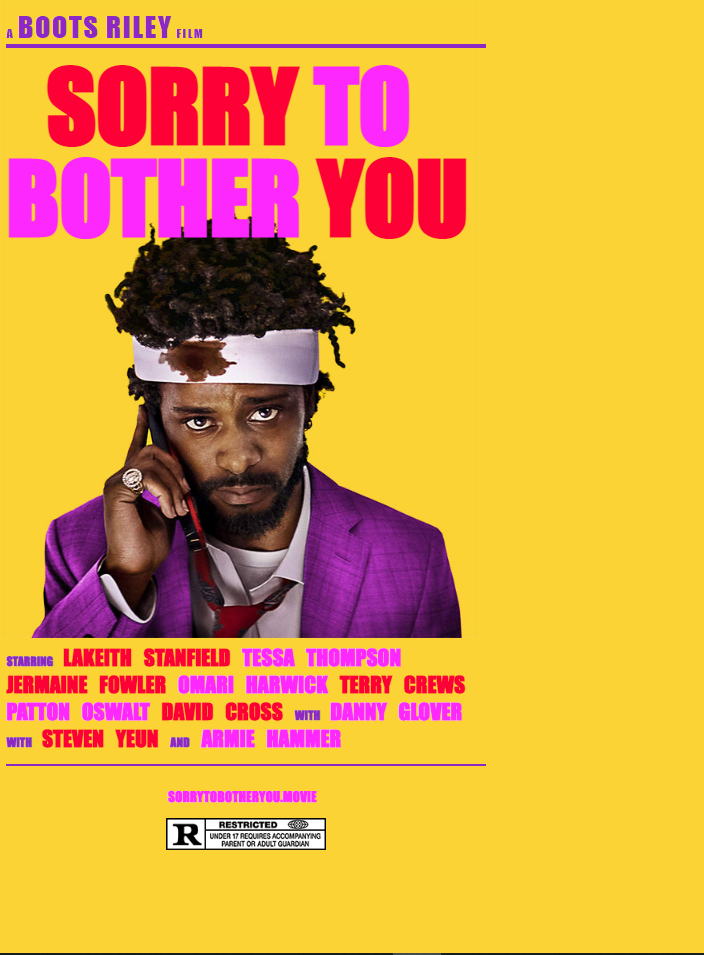 A BOOTS RILEY FILM
SORRY TO
BOTHER YOU
STARRING LAKEITH STANFIELD TESSA THOMPSON
JERMAINE FOWLER OMARI HARWICK TERRY CREWS
PATTON OSWALT DAVID CROSS WITH DANNY GLOVER
WITH STEVEN YEUN AND ARMIE HAMMER
SORRYTOBOTHERYOU.MOVIE
R RESTRICTED
UNDER 17 REQUIRES ACCOMPANYING
PARENT OR ADULT GUARDIAN